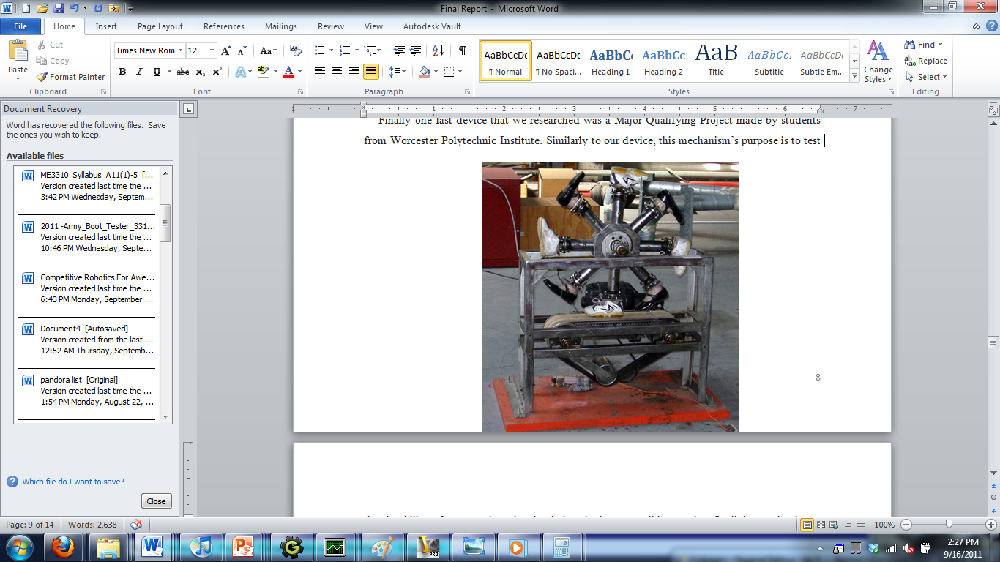 Final Report - Microsoft Word
File Home Insert Page Layout References Mailings Review View Autodesk Vault
Paste
Cut
Copy
Format Painter
Clipboard
Times New Rom 12
Font
Paragraph
AaBbCcDc AaBbCcDc AaBbCc AaBbCc AaB AaBbCc. AaBbCcDc
¶ Normal ¶ No Spaci... Heading 1 Heading 2 Title Subtitle Subtle Em...
Styles
Change
Styles
Find
Replace
Select
Editing
Document Recovery
Word has recovered the following files. Save
the ones you wish to keep.
Available files
ME3310_Syllabus_A11(1)-5 [...
Version created last time the ...
3:42 PM Wednesday, Septem...
2011 -Army_Boot_Tester_331...
Version created last time the ...
10:46 PM Wednesday, Septe...
Competitive Robotics For Awe...
Version created last time the ...
6:43 PM Monday, September ...
Document4 [Autosaved]
Version created from the last ...
12:52 AM Thursday, Septemb...
pandora list [Original]
Version created last time the ...
1:54 PM Monday, August 22, ...
Which file do I want to save?
Close
1 1 2 3 4 5 6 7
Finally one last device that we researched was a Major Qualifying Project made by students
from Worcester Polytechnic Institute. Similarly to our device, this mechanism's purpose is to test
8
Page: 9 of 14 Words: 2,638
100%
2:27 PM
9/16/2011